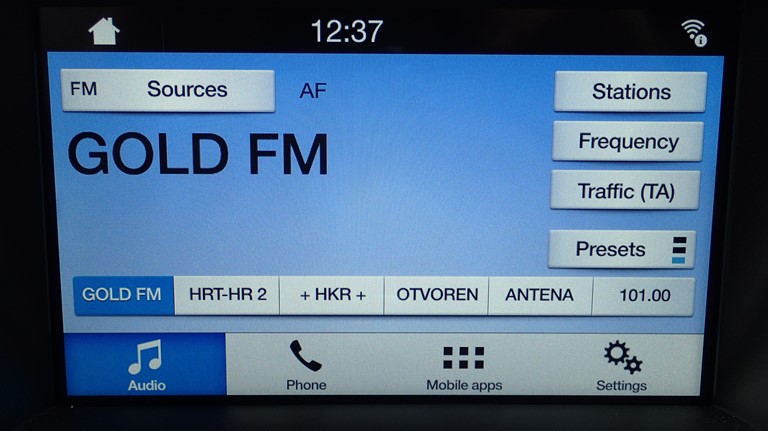 12:37
FM Sources AF
Stations
GOLD FM
Frequency
Traffic (TA)
Presets
GOLD FM HRT-HR 2 + HKR + OTVOREN ANTENA 101.00
Audio Phone Mobile apps Settings